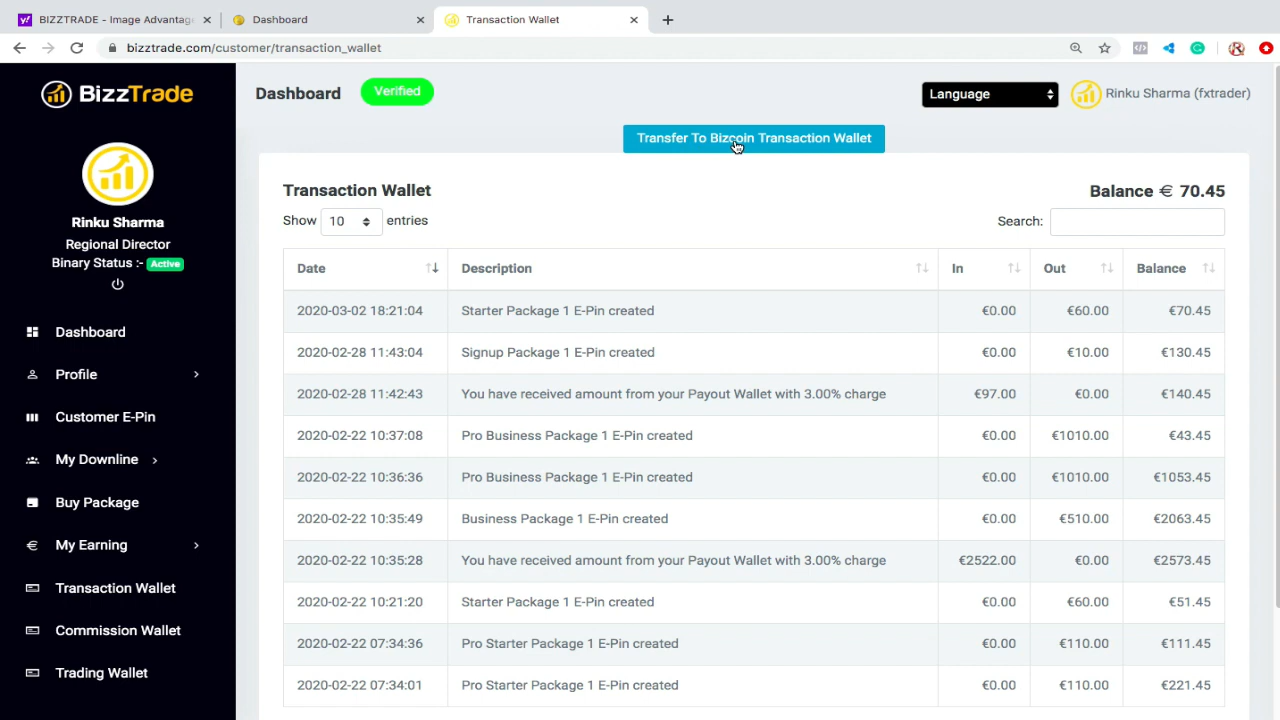 BIZZTRADE - Image Advantag
Dashboard
Transaction Wallet
bizztrade.com/customer/transaction_wallet
BizzTrade
Dashboard
Verified
Language
Rinku Sharma (fxtrader)
Transfer To Bizcoin Transaction Wallet
Rinku Sharma
Regional Director
Binary Status :- Active
Dashboard
Profile
Customer E-Pin
My Downline
Buy Package
My Earning
Transaction Wallet
Commission Wallet
Trading Wallet
Transaction Wallet
Balance € 70.45
Show 10 entries
Search:
Date Description In Out Balance
2020-03-02 18:21:04 Starter Package 1 E-Pin created €0.00 €60.00 €70.45
2020-02-28 11:43:04 Signup Package 1 E-Pin created €0.00 €10.00 €130.45
2020-02-28 11:42:43 You have received amount from your Payout Wallet with 3.00% charge €97.00 €0.00 €140.45
2020-02-22 10:37:08 Pro Business Package 1 E-Pin created €0.00 €1010.00 €43.45
2020-02-22 10:36:36 Pro Business Package 1 E-Pin created €0.00 €1010.00 €1053.45
2020-02-22 10:35:49 Business Package 1 E-Pin created €0.00 €510.00 €2063.45
2020-02-22 10:35:28 You have received amount from your Payout Wallet with 3.00% charge €2522.00 €0.00 €2573.45
2020-02-22 10:21:20 Starter Package 1 E-Pin created €0.00 €60.00 €51.45
2020-02-22 07:34:36 Pro Starter Package 1 E-Pin created €0.00 €110.00 €111.45
2020-02-22 07:34:01 Pro Starter Package 1 E-Pin created €0.00 €110.00 €221.45